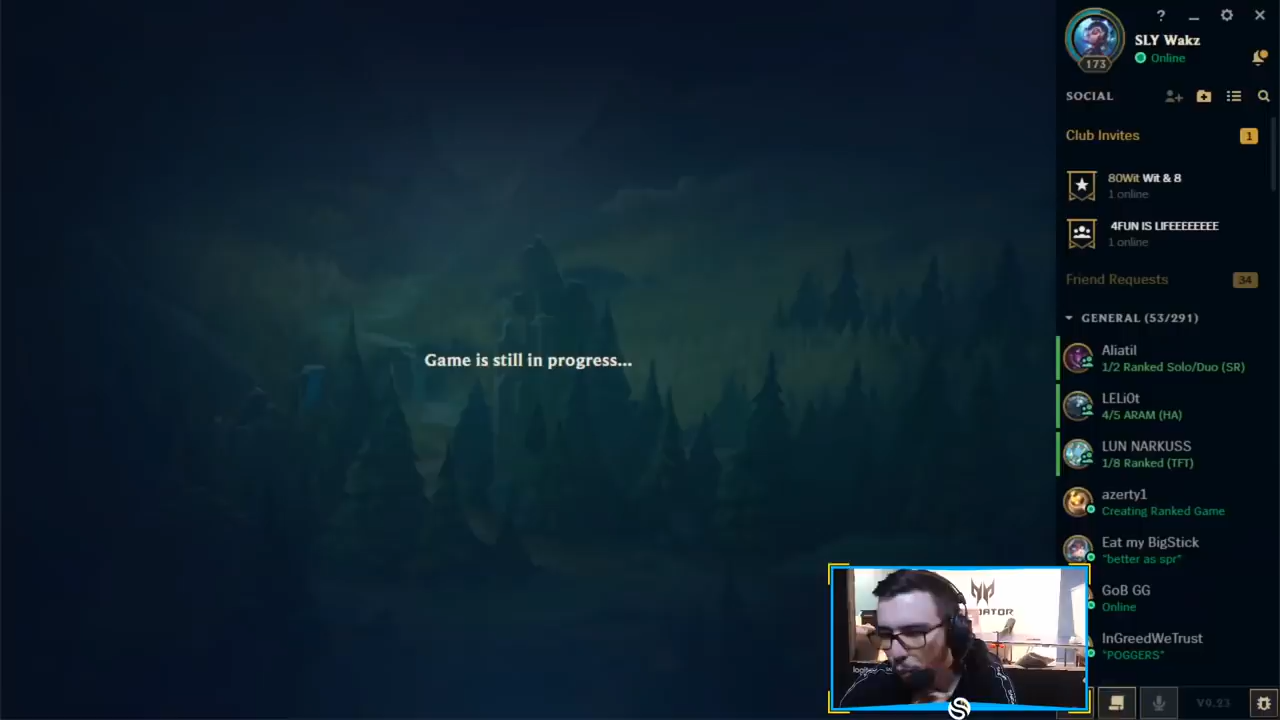 ?
SLY Wakz
Online
173
SOCIAL
Club Invites
1
80Wit Wit & 8
1 online
4FUN IS LIFEEEEEEEE
1 online
Friend Requests
34
GENERAL (53/291)
Game is still in progress...
Aliatil
1/2 Ranked Solo/Duo (SR)
LELi0t
4/5 ARAM (HA)
LUN NARKUSS
1/8 Ranked (TFT)
azerty1
Creating Ranked Game
Eat my BigStick
"better as spr"
GoB GG
Online
InGreedWeTrust
"POGGERS"
V9.23